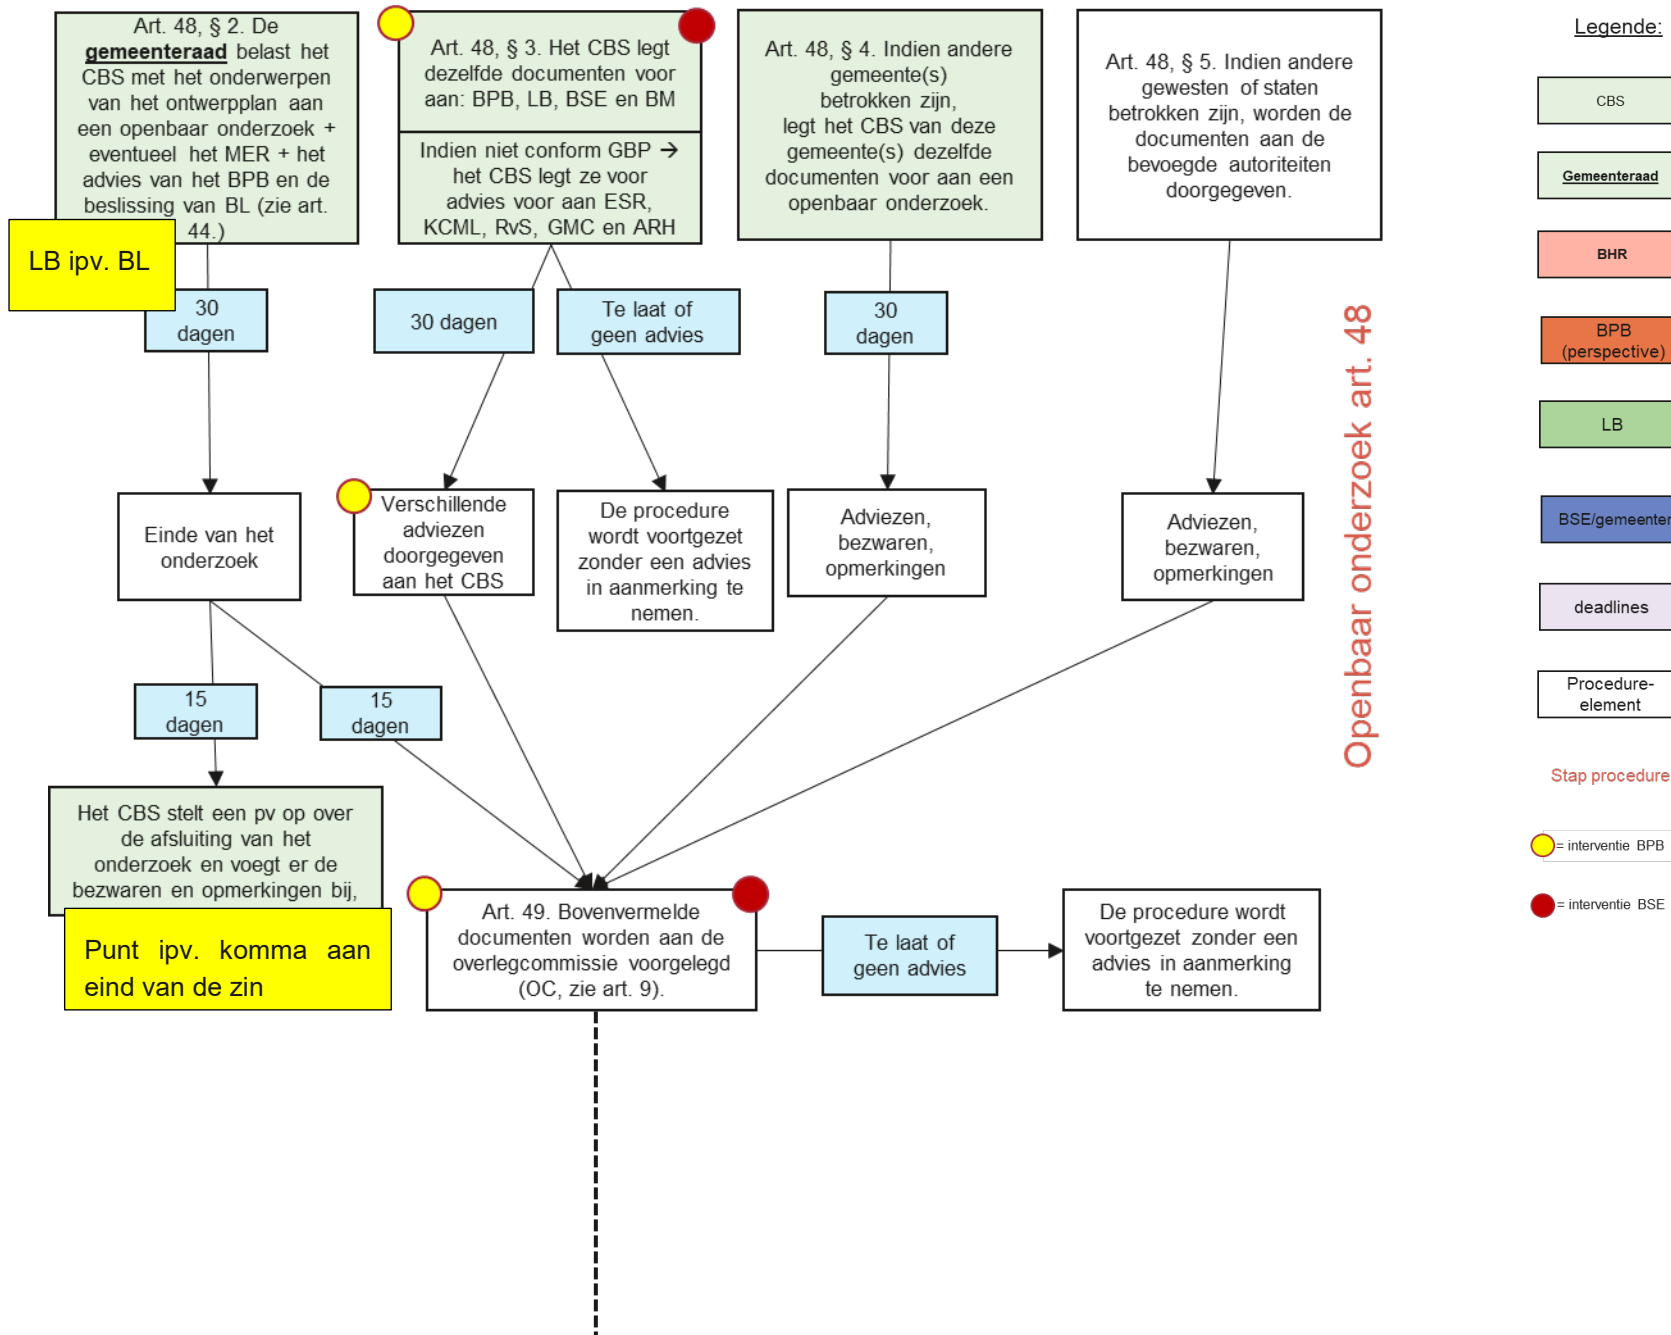 Art. 48, § 2. De
gemeenteraad belast het
CBS met het onderwerpen
van het ontwerpplan aan
een openbaar onderzoek +
eventueel het MER + het
advies van het BPB en de
beslissing van BL (zie art.
44.)
LB ipv. BL
30
dagen
Einde van het
onderzoek
15
dagen
15
dagen
Het CBS stelt een pv op over
de afsluiting van het
onderzoek en voegt er de
bezwaren en opmerkingen bij,
Punt ipv. komma aan
eind van de zin
Art. 48, § 3. Het CBS legt
dezelfde documenten voor
aan: BPB, LB, BSE en BM
Indien niet conform GBP →
het CBS legt ze voor
advies voor aan ESR,
KCML, RvS, GMC en ARH
30 dagen
Te laat of
geen advies
Verschillende
adviezen
doorgegeven
aan het CBS
De procedure
wordt voortgezet
zonder een advies
in aanmerking te
nemen.
Art. 48, § 4. Indien andere
gemeente(s)
betrokken zijn,
legt het CBS van deze
gemeente(s) dezelfde
documenten voor aan een
openbaar onderzoek.
30
dagen
Adviezen,
bezwaren,
opmerkingen
Art. 48, § 5. Indien andere
gewesten of staten
betrokken zijn, worden de
documenten aan de
bevoegde autoriteiten
doorgegeven.
Adviezen,
bezwaren,
opmerkingen
Art. 49. Bovenvermelde
documenten worden aan de
overlegcommissie voorgelegd
(OC, zie art. 9).
Te laat of
geen advies
De procedure wordt
voortgezet zonder een
advies in aanmerking
te nemen.
Openbaar onderzoek art. 48
Legende:
CBS
Gemeenteraad
BHR
BPB
(perspective)
LB
BSE/gemeenten
deadlines
Procedure-
element
Stap procedure
= interventie BPB
= interventie BSE